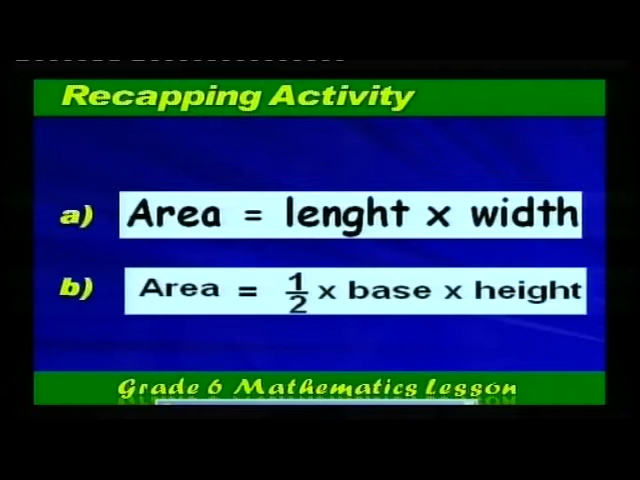 Recapping Activity
a) Area = lenght x width
b) Area = 1/2 x base x height
Grade 6 Mathematics Lesson